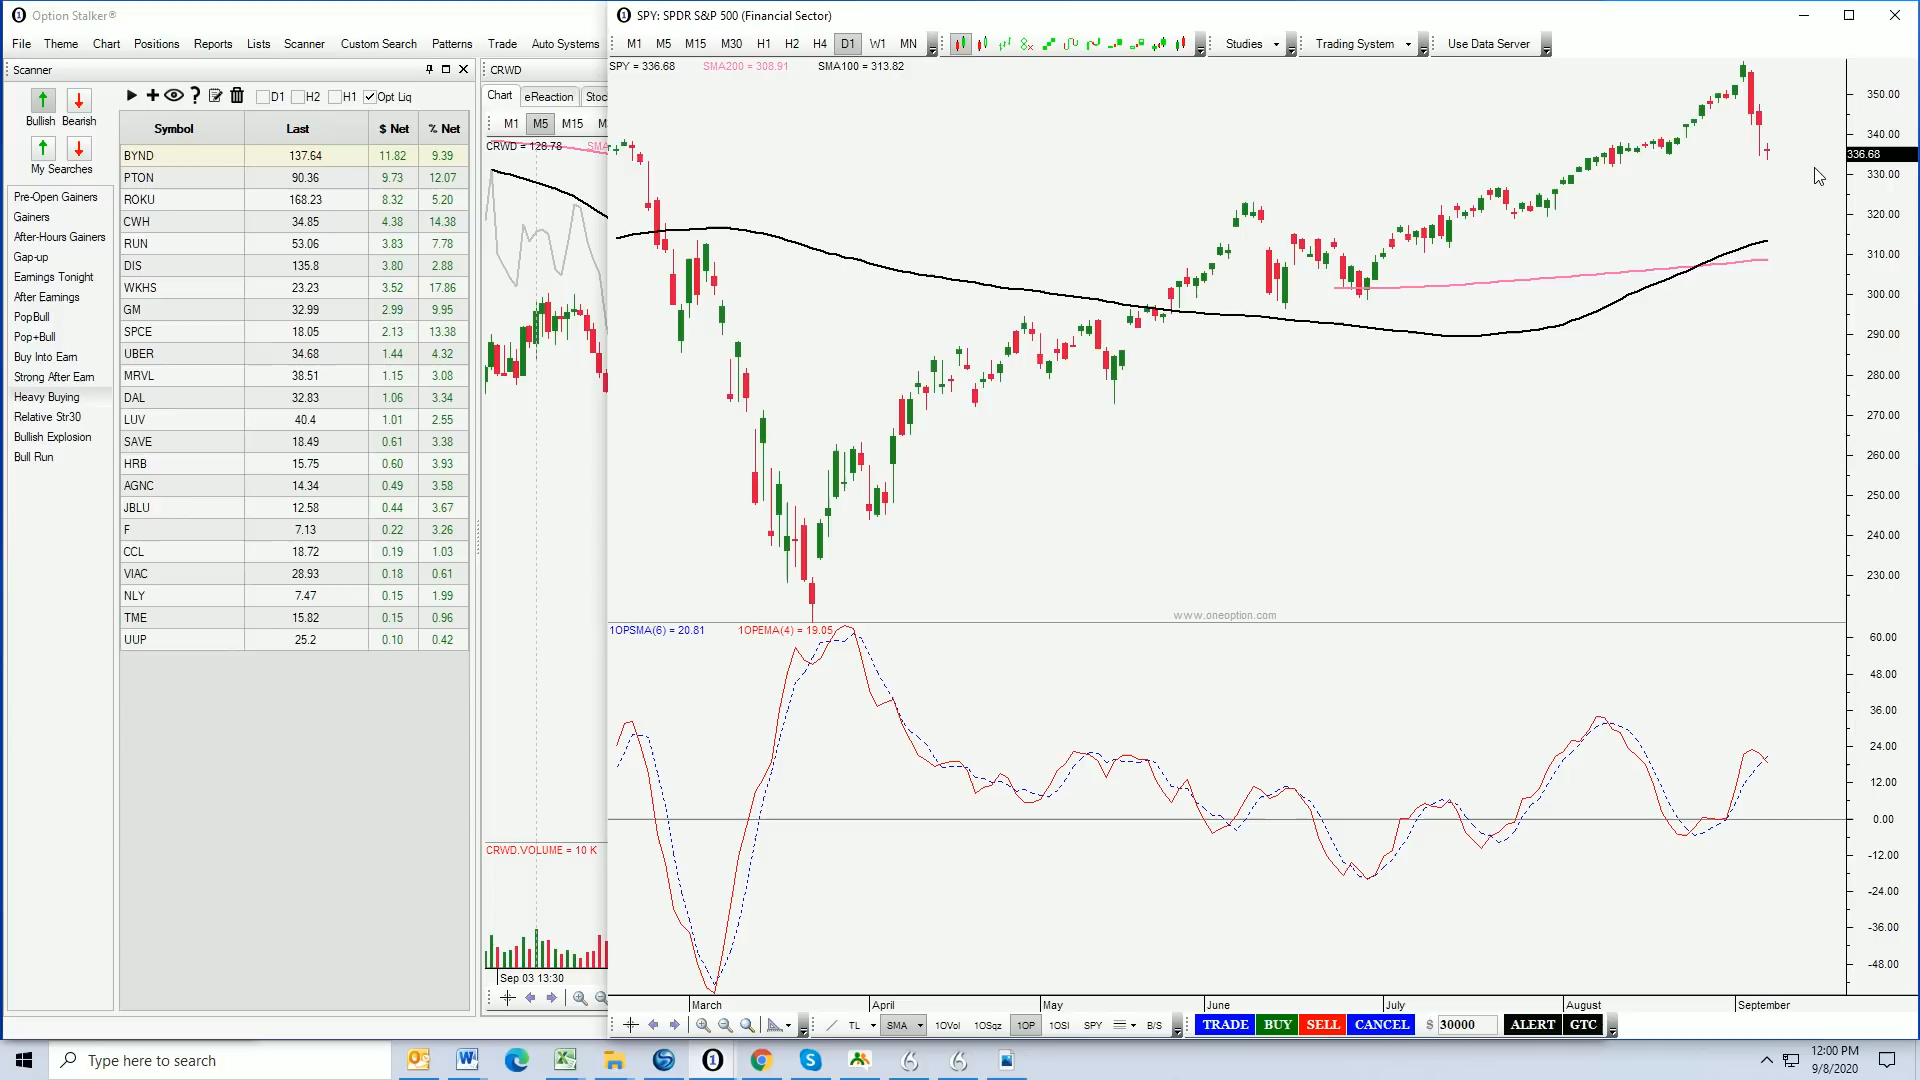 Option Stalker®
File Theme Chart Positions Reports Lists Scanner Custom Search Patterns Trade Auto Systems
Scanner
Bullish Bearish
My Searches
Pre-Open Gainers
Gainers
After-Hours Gainers
Gap-up
Earnings Tonight
After Earnings
PopBull
Pop+Bull
Buy Into Earn
Strong After Earn
Heavy Buying
Relative Str30
Bullish Explosion
Bull Run
D1 H2 H1 Opt Liq
Symbol Last $ Net % Net
BYND 137.64 11.82 9.39
PTON 90.36 9.73 12.07
ROKU 168.23 8.32 5.20
CWH 34.85 4.38 14.38
RUN 53.06 3.83 7.78
DIS 135.8 3.80 2.88
WKHS 23.23 3.52 17.86
GM 32.99 2.99 9.95
SPCE 18.05 2.13 13.38
UBER 34.68 1.44 4.32
MRVL 38.51 1.15 3.08
DAL 32.83 1.06 3.34
LUV 40.4 1.01 2.55
SAVE 18.49 0.61 3.38
HRB 15.75 0.60 3.93
AGNC 14.34 0.49 3.58
JBLU 12.58 0.44 3.67
F 7.13 0.22 3.26
CCL 18.72 0.19 1.03
VIAC 28.93 0.18 0.61
NLY 7.47 0.15 1.99
TME 15.82 0.15 0.96
UUP 25.2 0.10 0.42
CRWD
Chart eReaction Stoc
M1 M5 M15 M
CRWD = 128.78 SMA
CRWD.VOLUME = 10 K
Sep 03 13:30
SPY: SPDR S&P 500 (Financial Sector)
M1 M5 M15 M30 H1 H2 H4 D1 W1 MN Studies Trading System Use Data Server
SPY = 336.68 SMA200 = 308.91 SMA100 = 313.82
350.00
340.00
336.68
330.00
320.00
310.00
300.00
290.00
280.00
270.00
260.00
250.00
240.00
230.00
www.oneoption.com
1OPSMA(6) = 20.81 1OPEMA(4) = 19.05
60.00
48.00
36.00
24.00
12.00
0.00
-12.00
-24.00
-36.00
-48.00
March April May June July August September
TL SMA 1OVol 1OSqz 1OP 1OSI SPY B/S TRADE BUY SELL CANCEL $ 30000 ALERT GTC
Type here to search
12:00 PM
9/8/2020